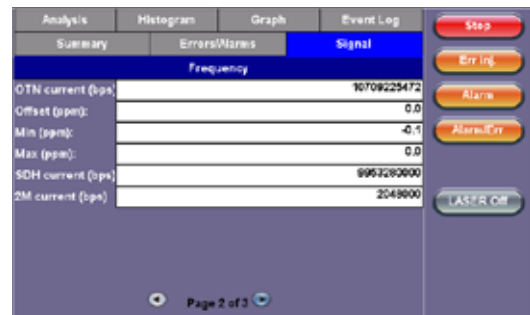 Analysis Histogram Graph Event Log
Summary Errors/Alarms Signal
Frequency
OTN current (bps) 10709225472
Offset (ppm): 0.0
Min (ppm): -0.1
Max (ppm): 0.0
SDH current (bps) 9953280000
2M current (bps) 2048000
Page 2 of 3
Stop
Err Inj.
Alarm
Alarm/Err
LASER Off